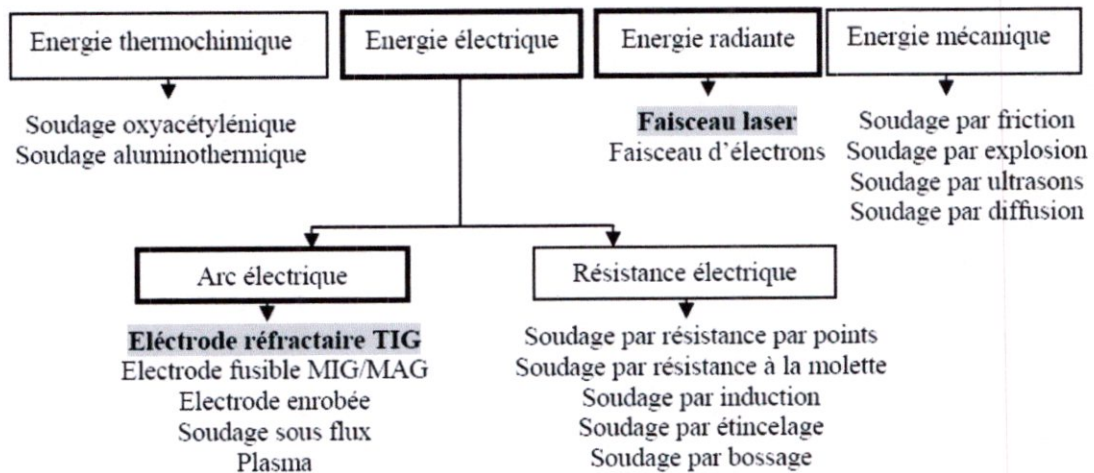 Energie thermochimique
Soudage oxyacétylénique
Soudage aluminothermique
Energie électrique
Energie radiante
Faisceau laser
Faisceau d'électrons
Energie mécanique
Soudage par friction
Soudage par explosion
Soudage par ultrasons
Soudage par diffusion
Arc électrique
Eléctrode réfractaire TIG
Electrode fusible MIG/MAG
Electrode enrobée
Soudage sous flux
Plasma
Résistance électrique
Soudage par résistance par points
Soudage par résistance à la molette
Soudage par induction
Soudage par étincelage
Soudage par bossage